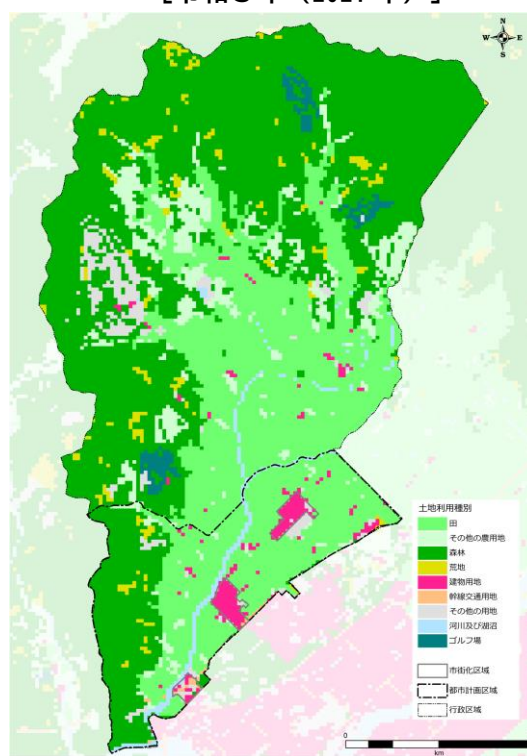 N
W E
S
土地利用種別
田
その他の農用地
森林
荒地
建物用地
幹線交通用地
その他の用地
河川及び湖沼
ゴルフ場
市街化区域
都市計画区域
行政区域
0
km